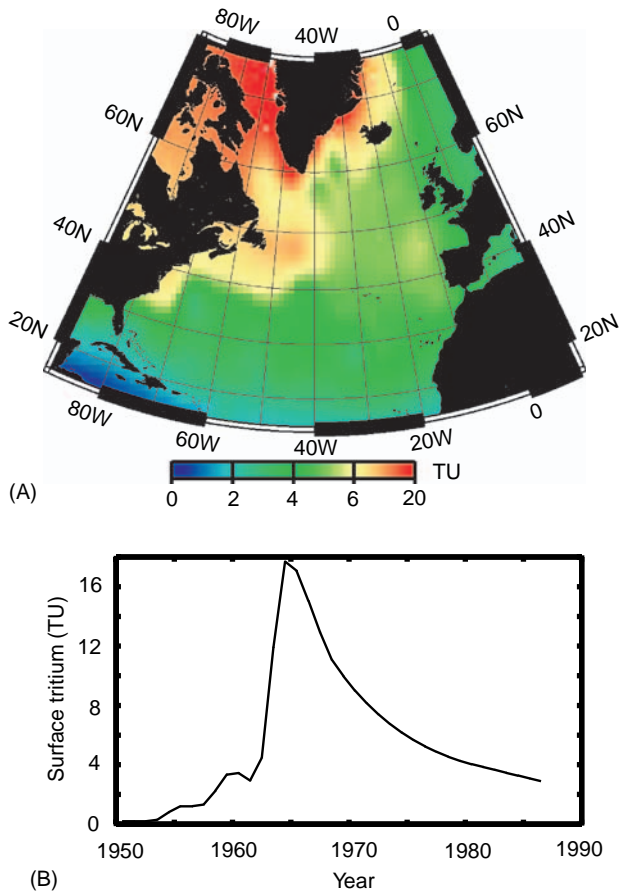 80W 40W 0
60N 60N
40N 40N
20N 20N
80W 60W 40W 20W 0
TU
0 2 4 6 20
(A)
16
12
8
4
0
Surface tritium (TU)
1950 1960 1970 1980 1990
Year
(B)